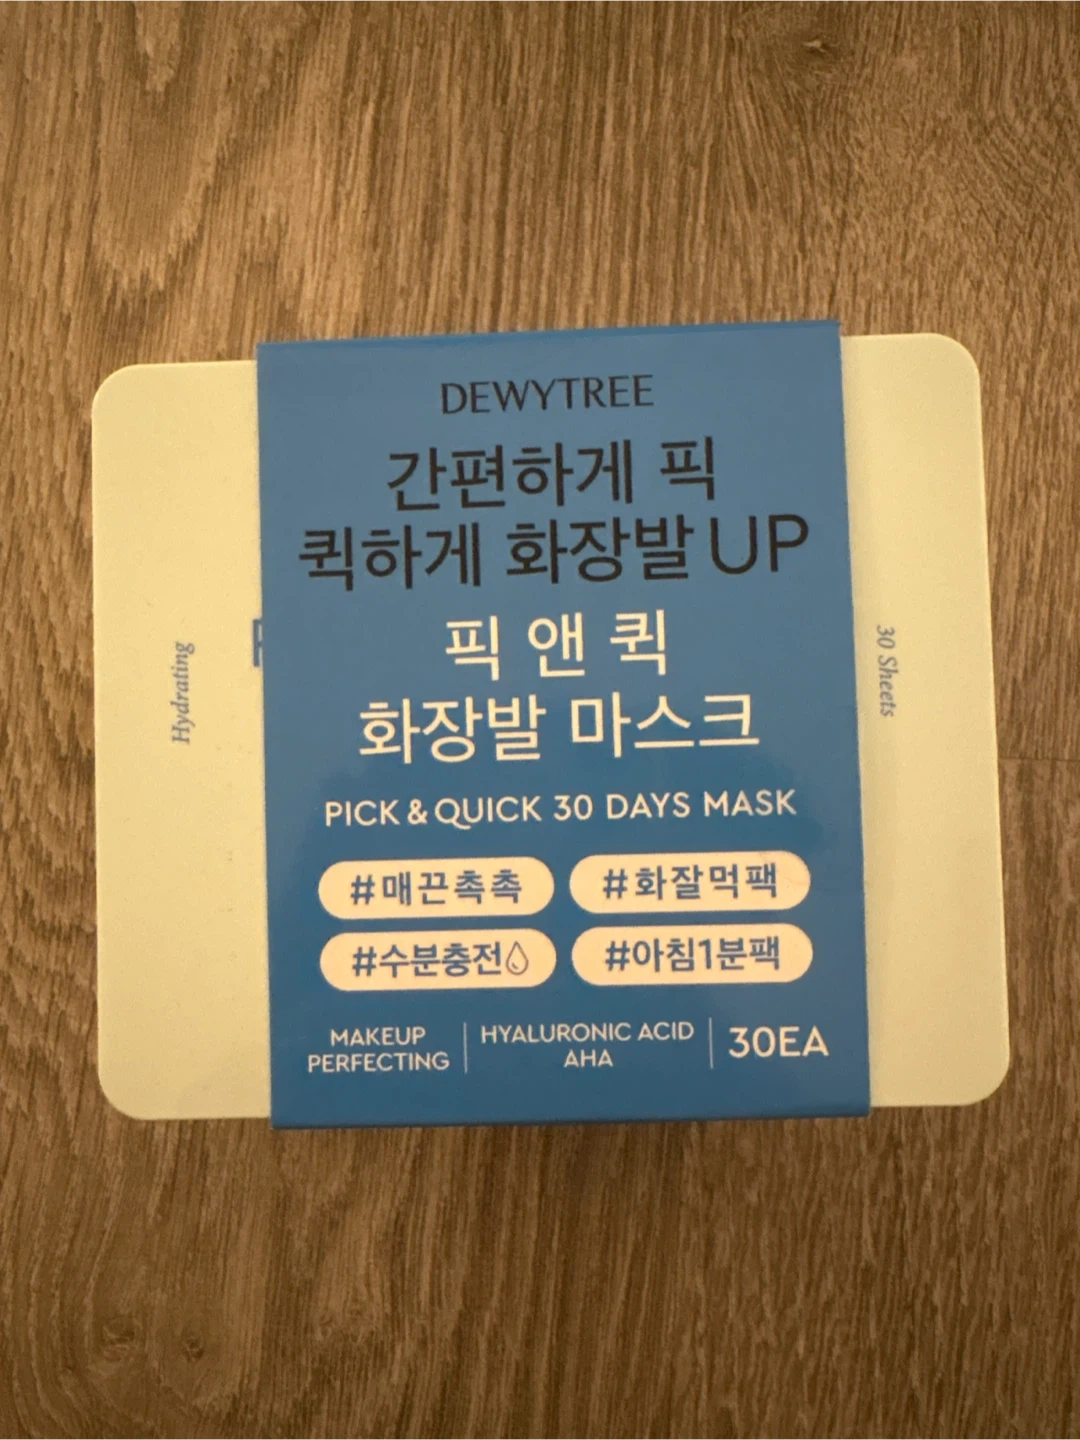 DEWYTREE
간편하게 픽
퀵하게 화장발 UP
픽 앤 퀵
화장발 마스크
PICK & QUICK 30 DAYS MASK
#매끈촉촉
#화잘먹팩
#수분충전
#아침1분팩
MAKEUP
PERFECTING
HYALURONIC ACID
AHA
30EA
Hydrating
30 Sheets